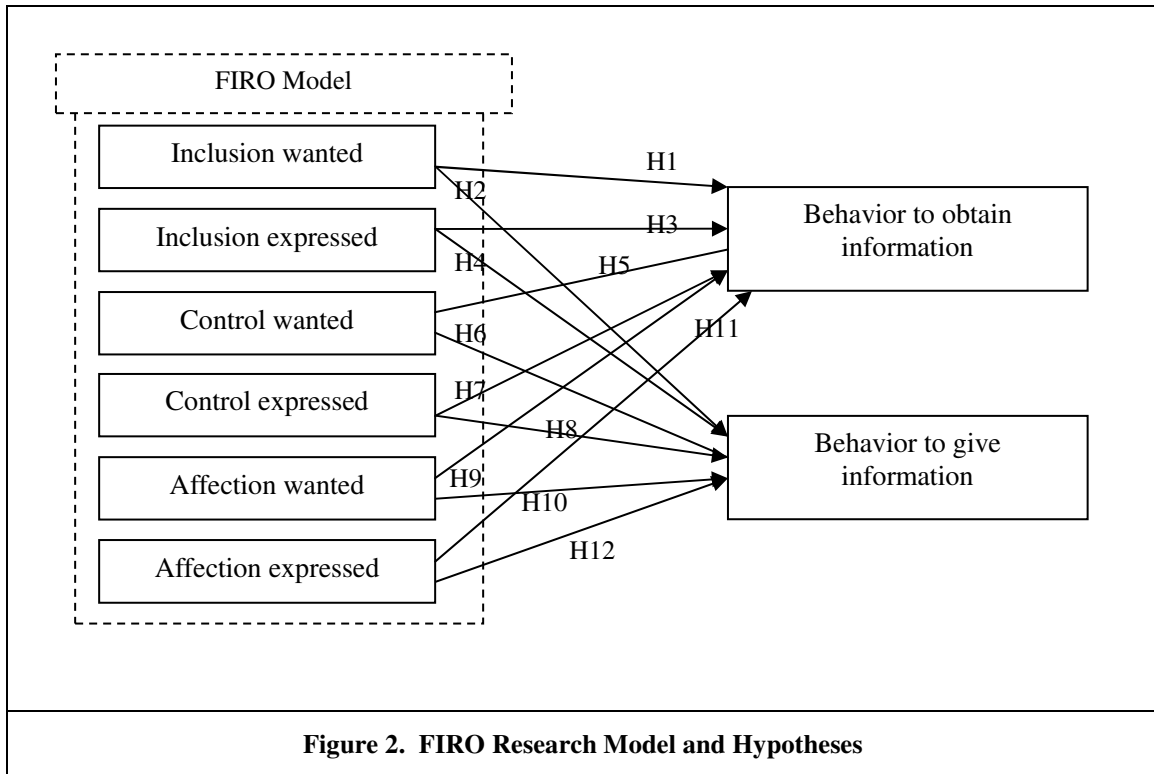 FIRO Model
Inclusion wanted
H1
H2
Inclusion expressed
H3
H4
Behavior to obtain
information
Control wanted
H5
H6
H11
Control expressed
H7
H8
Behavior to give
information
Affection wanted
H9
H10
Affection expressed
H12
Figure 2. FIRO Research Model and Hypotheses